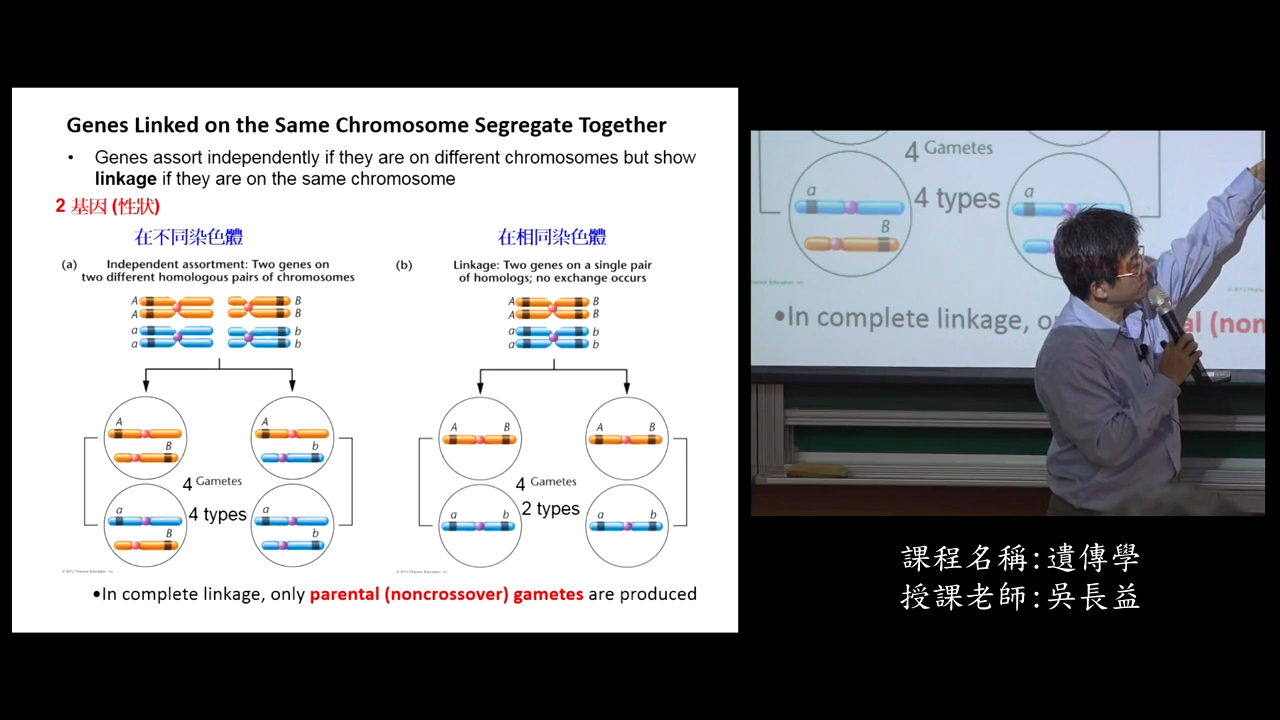 Genes Linked on the Same Chromosome Segregate Together
• Genes assort independently if they are on different chromosomes but show
linkage if they are on the same chromosome
2 基因 (性狀)
在不同染色體
(a) Independent assortment: Two genes on
two different homologous pairs of chromosomes
A B
A B
a b
a b
A
B
A
b
4 Gametes
4 types
a
B
a
b
在相同染色體
(b) Linkage: Two genes on a single pair
of homologs; no exchange occurs
A B
A B
a b
a b
A B
A B
4 Gametes
2 types
a b
a b
•In complete linkage, only parental (noncrossover) gametes are produced
4 Gametes
4 types
a
B
a
•In complete linkage, o
al (non
課程名稱:遺傳學
授課老師:吳長益